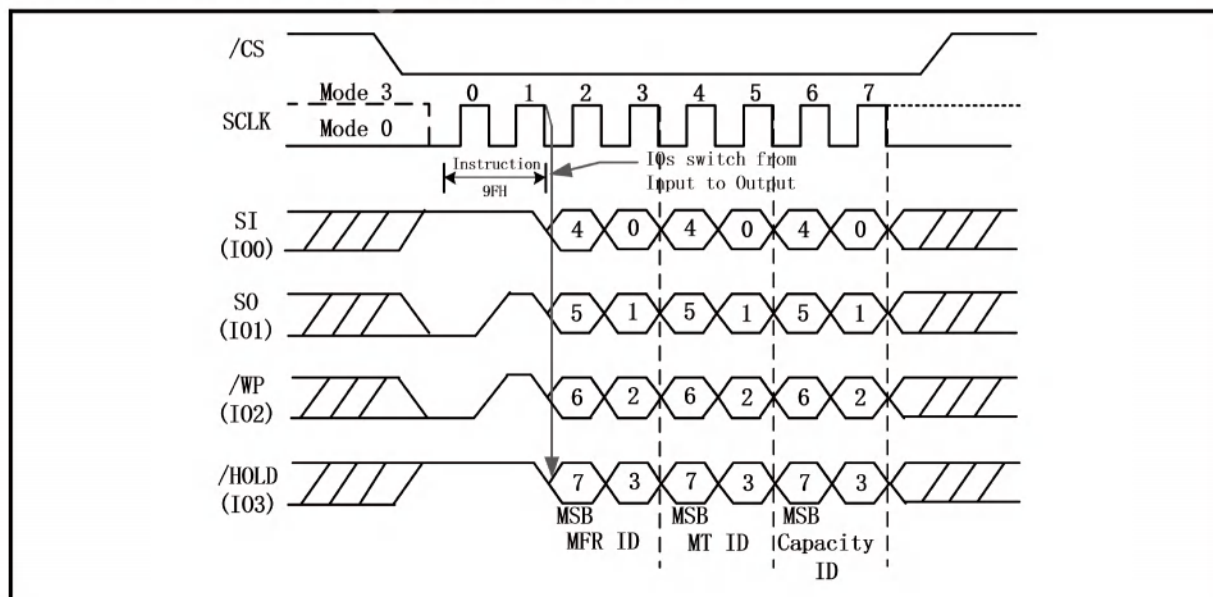 /CS
Mode 3 0 1 2 3 4 5 6 7
SCLK
Mode 0
Instruction
9FH
IOs switch from
Input to Output
SI
(IO0)
4 0 4 0 4 0
SO
(IO1)
5 1 5 1 5 1
/WP
(IO2)
6 2 6 2 6 2
/HOLD
(IO3)
7 3 7 3 7 3
MSB MSB MSB
MFR ID MT ID Capacity
ID